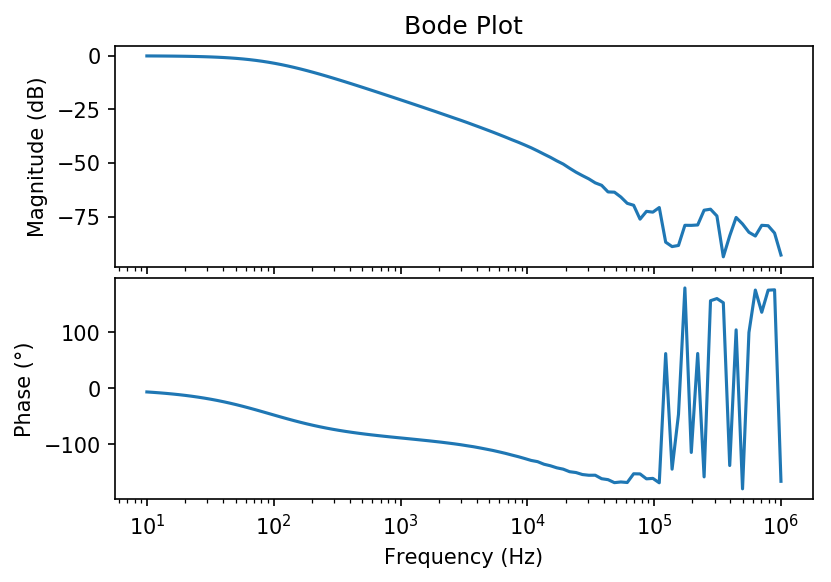 Bode Plot
Magnitude (dB)
0
−25
−50
−75
Phase (°)
100
0
−100
10¹ 10² 10³ 10⁴ 10⁵ 10⁶
Frequency (Hz)